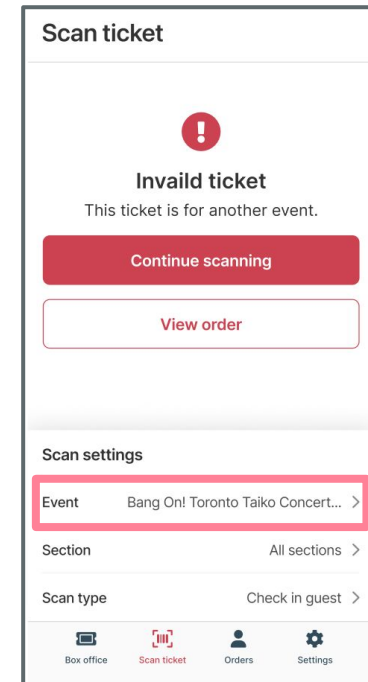 Scan ticket
Invaild ticket
This ticket is for another event.
Continue scanning
View order
Scan settings
Event Bang On! Toronto Taiko Concert...
Section All sections
Scan type Check in guest
Box office Scan ticket Orders Settings